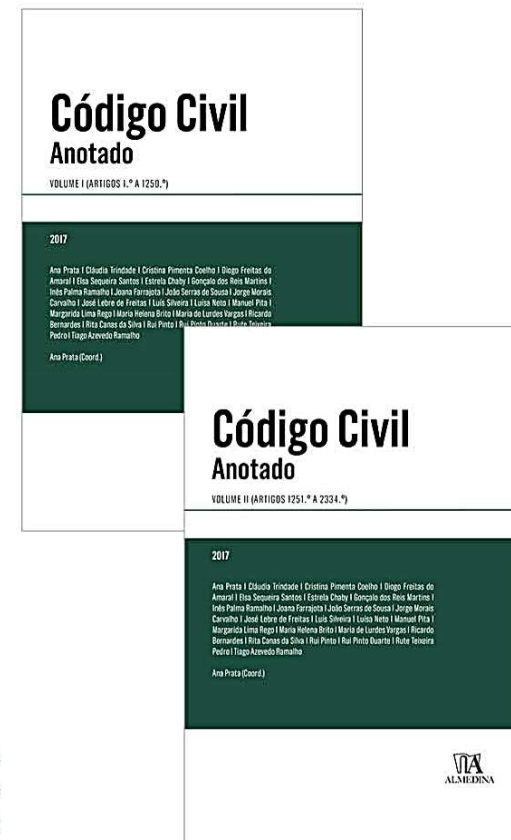 Código Civil
Anotado
VOLUME I (ARTIGOS 1.º A 1250.º)
2017
Ana Prata I Cláudia Trindade I Cristina Pimenta Coelho I Diogo Freitas do
Amaral I Elsa Sequeira Santos I Estrela Chaby I Gonçalo dos Reis Martins I
Inês Palma Ramalho I Joana Farrajota I João Serras de Sousa I Jorge Morais
Carvalho I José Lebre de Freitas I Luís Silveira I Luísa Neto I Manuel Pita I
Margarida Lima Rego I Maria Helena Brito I Maria de Lurdes Vargas I Ricardo
Bernardes I Rita Canas da Silva I Rui Pinto I Rui Pinto Duarte I Rute Teixeira
Pedro I Tiago Azevedo Ramalho
Ana Prata (Coord.)
Código Civil
Anotado
VOLUME II (ARTIGOS 1251.º A 2334.º)
2017
Ana Prata I Cláudia Trindade I Cristina Pimenta Coelho I Diogo Freitas do
Amaral I Elsa Sequeira Santos I Estrela Chaby I Gonçalo dos Reis Martins I
Inês Palma Ramalho I Joana Farrajota I João Serras de Sousa I Jorge Morais
Carvalho I José Lebre de Freitas I Luís Silveira I Luísa Neto I Manuel Pita I
Margarida Lima Rego I Maria Helena Brito I Maria de Lurdes Vargas I Ricardo
Bernardes I Rita Canas da Silva I Rui Pinto I Rui Pinto Duarte I Rute Teixeira
Pedro I Tiago Azevedo Ramalho
Ana Prata (Coord.)
ALMEDINA